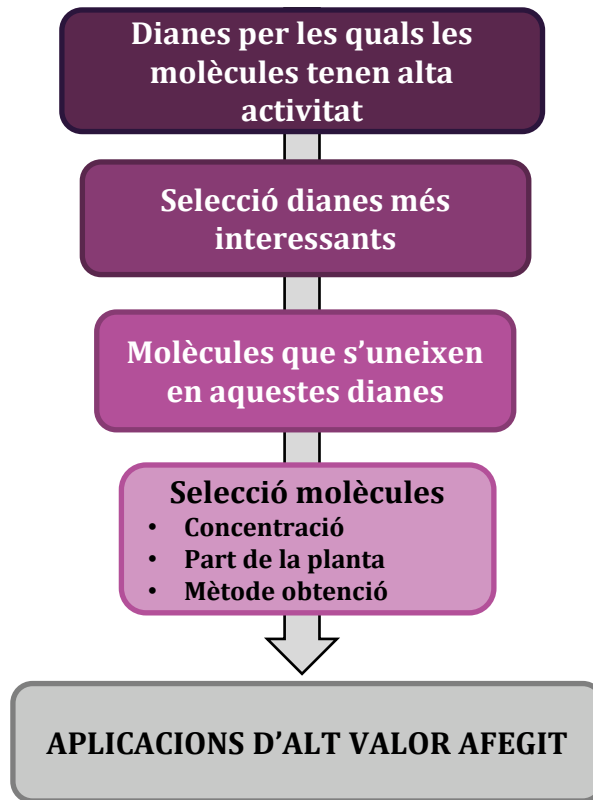 Dianes per les quals les
molècules tenen alta
activitat
Selecció dianes més
interessants
Molècules que s'uneixen
en aquestes dianes
Selecció molècules
• Concentració
• Part de la planta
• Mètode obtenció
APLICACIONS D'ALT VALOR AFEGIT